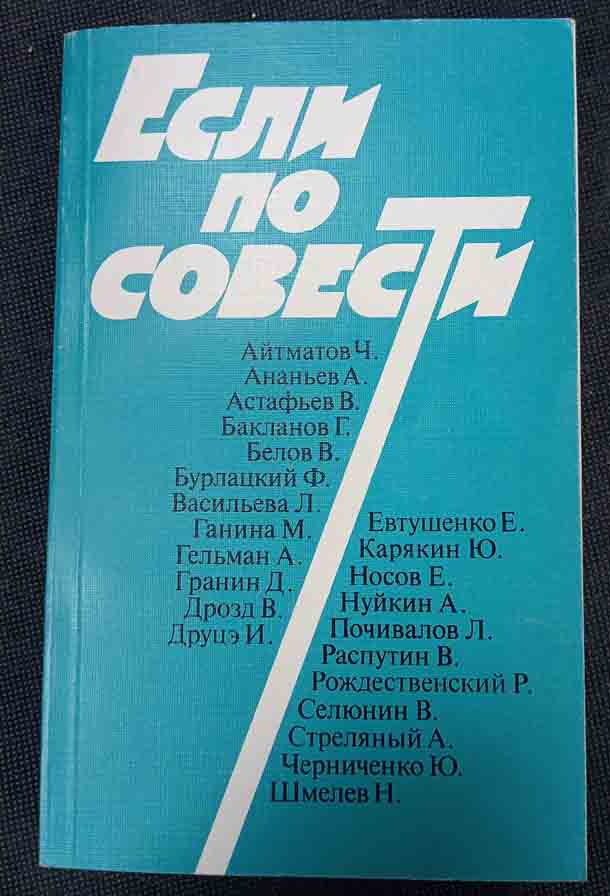 Если
по
совести
Айтматов Ч.
Ананьев А.
Астафьев В.
Бакланов Г.
Белов В.
Бурлацкий Ф.
Васильева Л.
Ганина М.
Гельман А.
Гранин Д.
Дрозд В.
Друцэ И.
Евтушенко Е.
Карякин Ю.
Носов Е.
Нуйкин А.
Почивалов Л.
Распутин В.
Рождественский Р.
Селюнин В.
Стреляный А.
Черниченко Ю.
Шмелев Н.